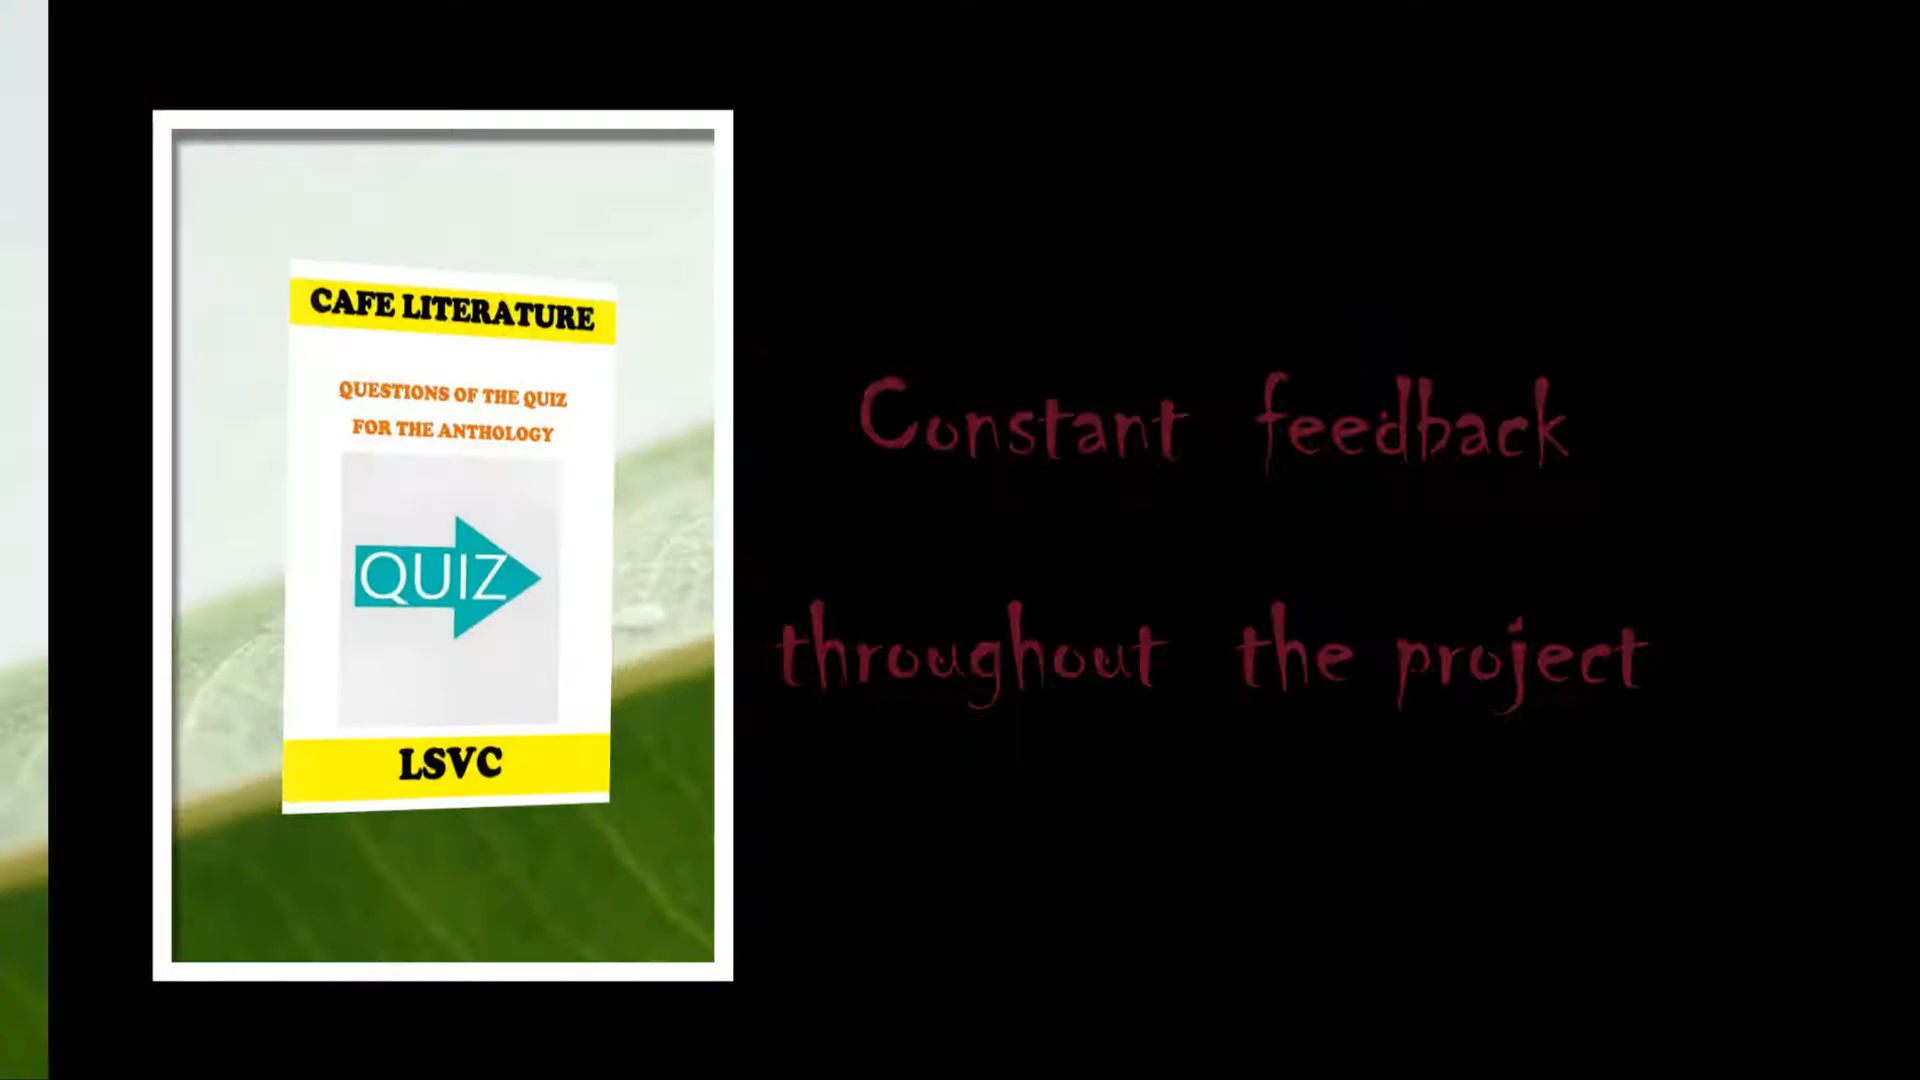 CAFE LITERATURE
QUESTIONS OF THE QUIZ
FOR THE ANTHOLOGY
QUIZ
LSVC
Constant feedback
throughout the project